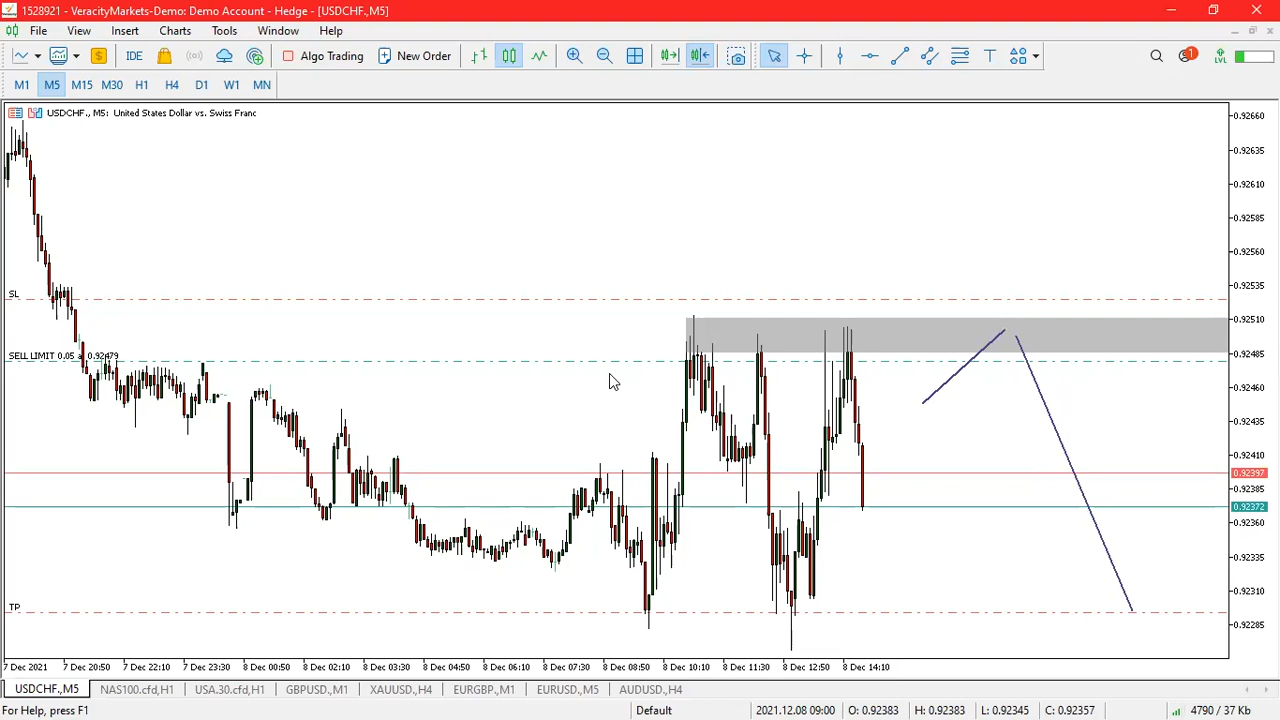 1528921 - VeracityMarkets-Demo: Demo Account - Hedge - [USDCHF.,M5]
File View Insert Charts Tools Window Help
IDE Algo Trading New Order 1 LVL
M1 M5 M15 M30 H1 H4 D1 W1 MN
USDCHF., M5: United States Dollar vs. Swiss Franc
0.92660
0.92635
0.92610
0.92585
0.92560
0.92535
SL
0.92510
SELL LIMIT 0.05 at 0.92479
0.92485
0.92460
0.92435
0.92410
0.92397
0.92385
0.92372
0.92360
0.92335
0.92310
TP
0.92285
7 Dec 2021 7 Dec 20:50 7 Dec 22:10 7 Dec 23:30 8 Dec 00:50 8 Dec 02:10 8 Dec 03:30 8 Dec 04:50 8 Dec 06:10 8 Dec 07:30 8 Dec 08:50 8 Dec 10:10 8 Dec 11:30 8 Dec 12:50 8 Dec 14:10
USDCHF.,M5 NAS100.cfd,H1 USA.30.cfd,H1 GBPUSD.,M1 XAUUSD.,H4 EURGBP.,M1 EURUSD.,M5 AUDUSD.,H4
For Help, press F1 Default 2021.12.08 09:00 O: 0.92383 H: 0.92383 L: 0.92345 C: 0.92357 4790 / 37 Kb